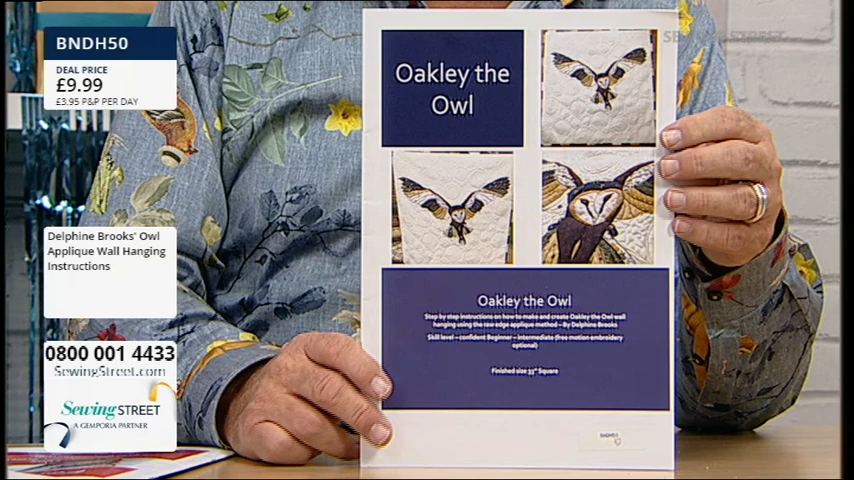 BNDH50
DEAL PRICE
£9.99
£3.95 P&P PER DAY
Delphine Brooks' Owl
Applique Wall Hanging
Instructions
0800 001 4433
SewingStreet.com
Sewing STREET
A GEMPORIA PARTNER
Oakley the
Owl
Oakley the Owl
Step by step instructions on how to make and create Oakley the Owl wall
hanging using the raw edge applique method – By Delphine Brooks
Skill level – confident Beginner – intermediate (free motion embroidery
optional)
Finished size 33" Square
BNDH50